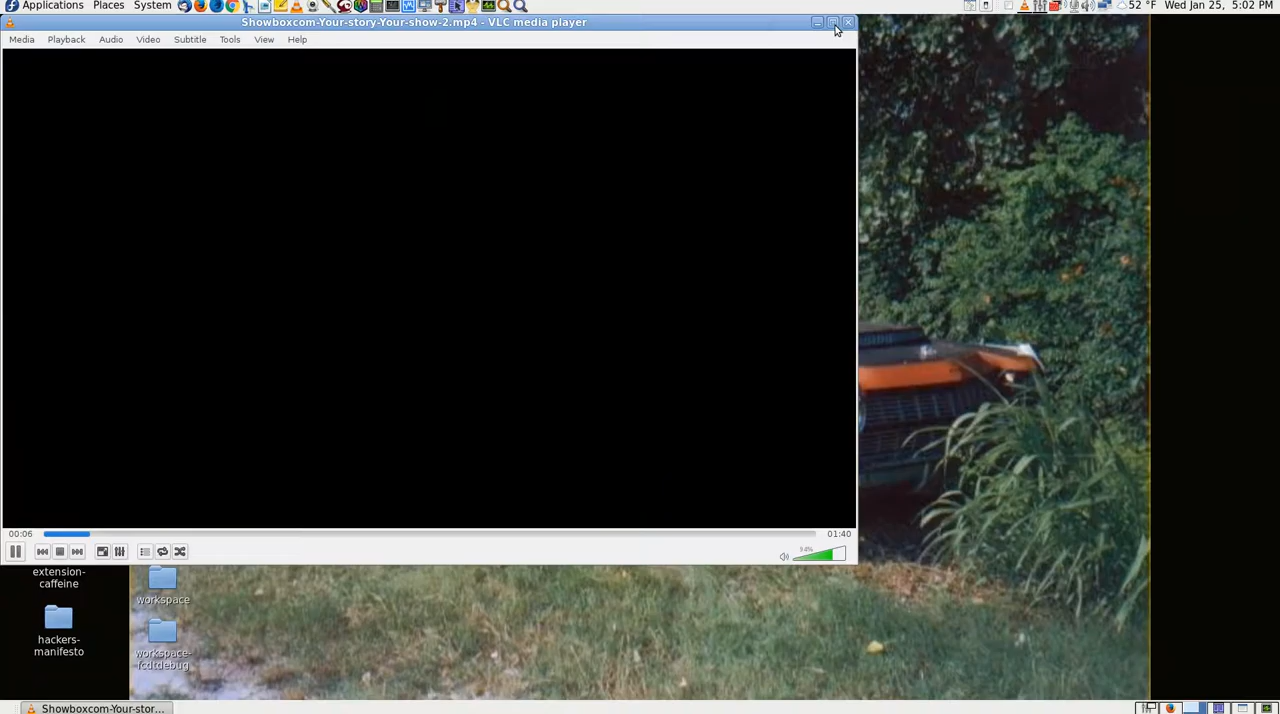 Applications Places System
52 °F Wed Jan 25, 5:02 PM
Showboxcom-Your-story-Your-show-2.mp4 - VLC media player
Media Playback Audio Video Subtitle Tools View Help
00:06 01:40
94%
extension-
caffeine
workspace
hackers-
manifesto
workspace-
fcdtdebug
Showboxcom-Your-stor...